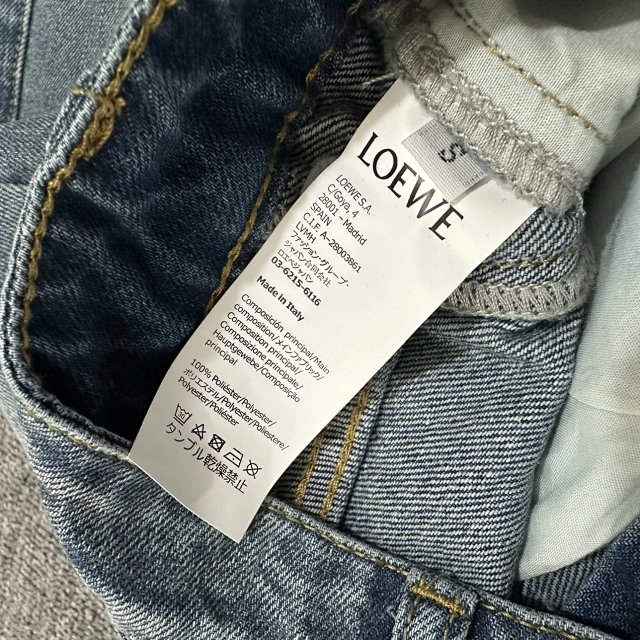 S
LOEWE
LOEWE S.A.
C/Goya, 4
28001 - Madrid
SPAIN
C.I.F. A-28003861
LVMH
ファッション・グループ・
ジャパン合同会社
ロエベジャパン
03-6215-6116
Made in Italy
Composición principal/Main
Composition/メインファブリック/
Composition principale/
Composizione principale/
Hauptgewebe/Composição
principal
100% Poliéster/Polyester/
ポリエステル/Polyester/Poliestere/
Polyester/Poliéster
タンブル乾燥禁止